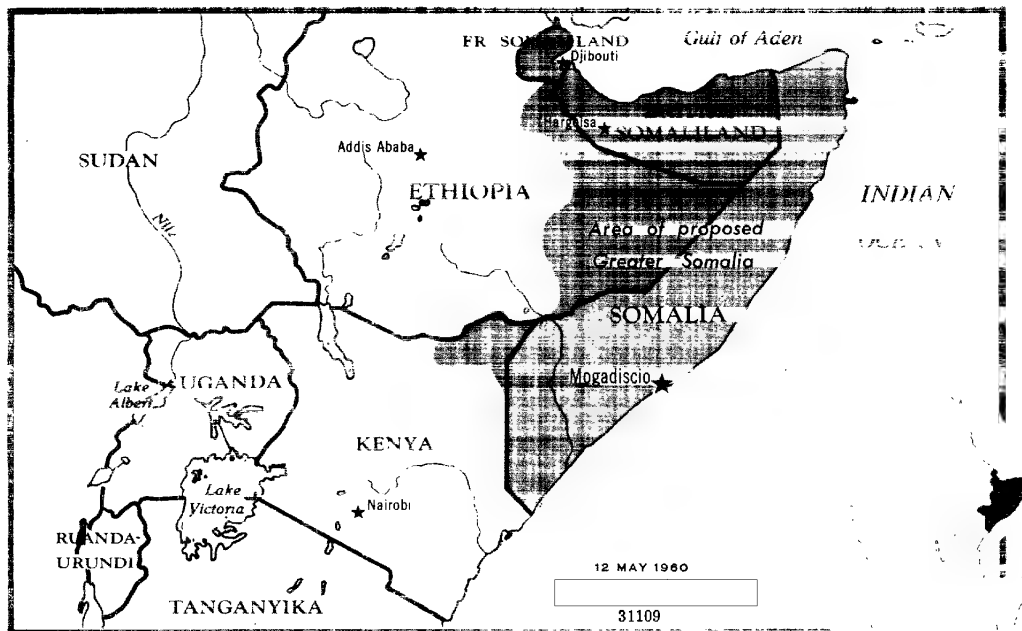 FR SOMALILAND
Gulf of Aden
Djibouti
Hargeisa
SOMALILAND
SUDAN
Addis Ababa
ETHIOPIA
INDIAN
Nile
Area of proposed
Greater Somalia
SOMALIA
Mogadiscio
Lake
Albert
UGANDA
KENYA
Lake
Victoria
Nairobi
RUANDA-
URUNDI
TANGANYIKA
12 MAY 1960
31109